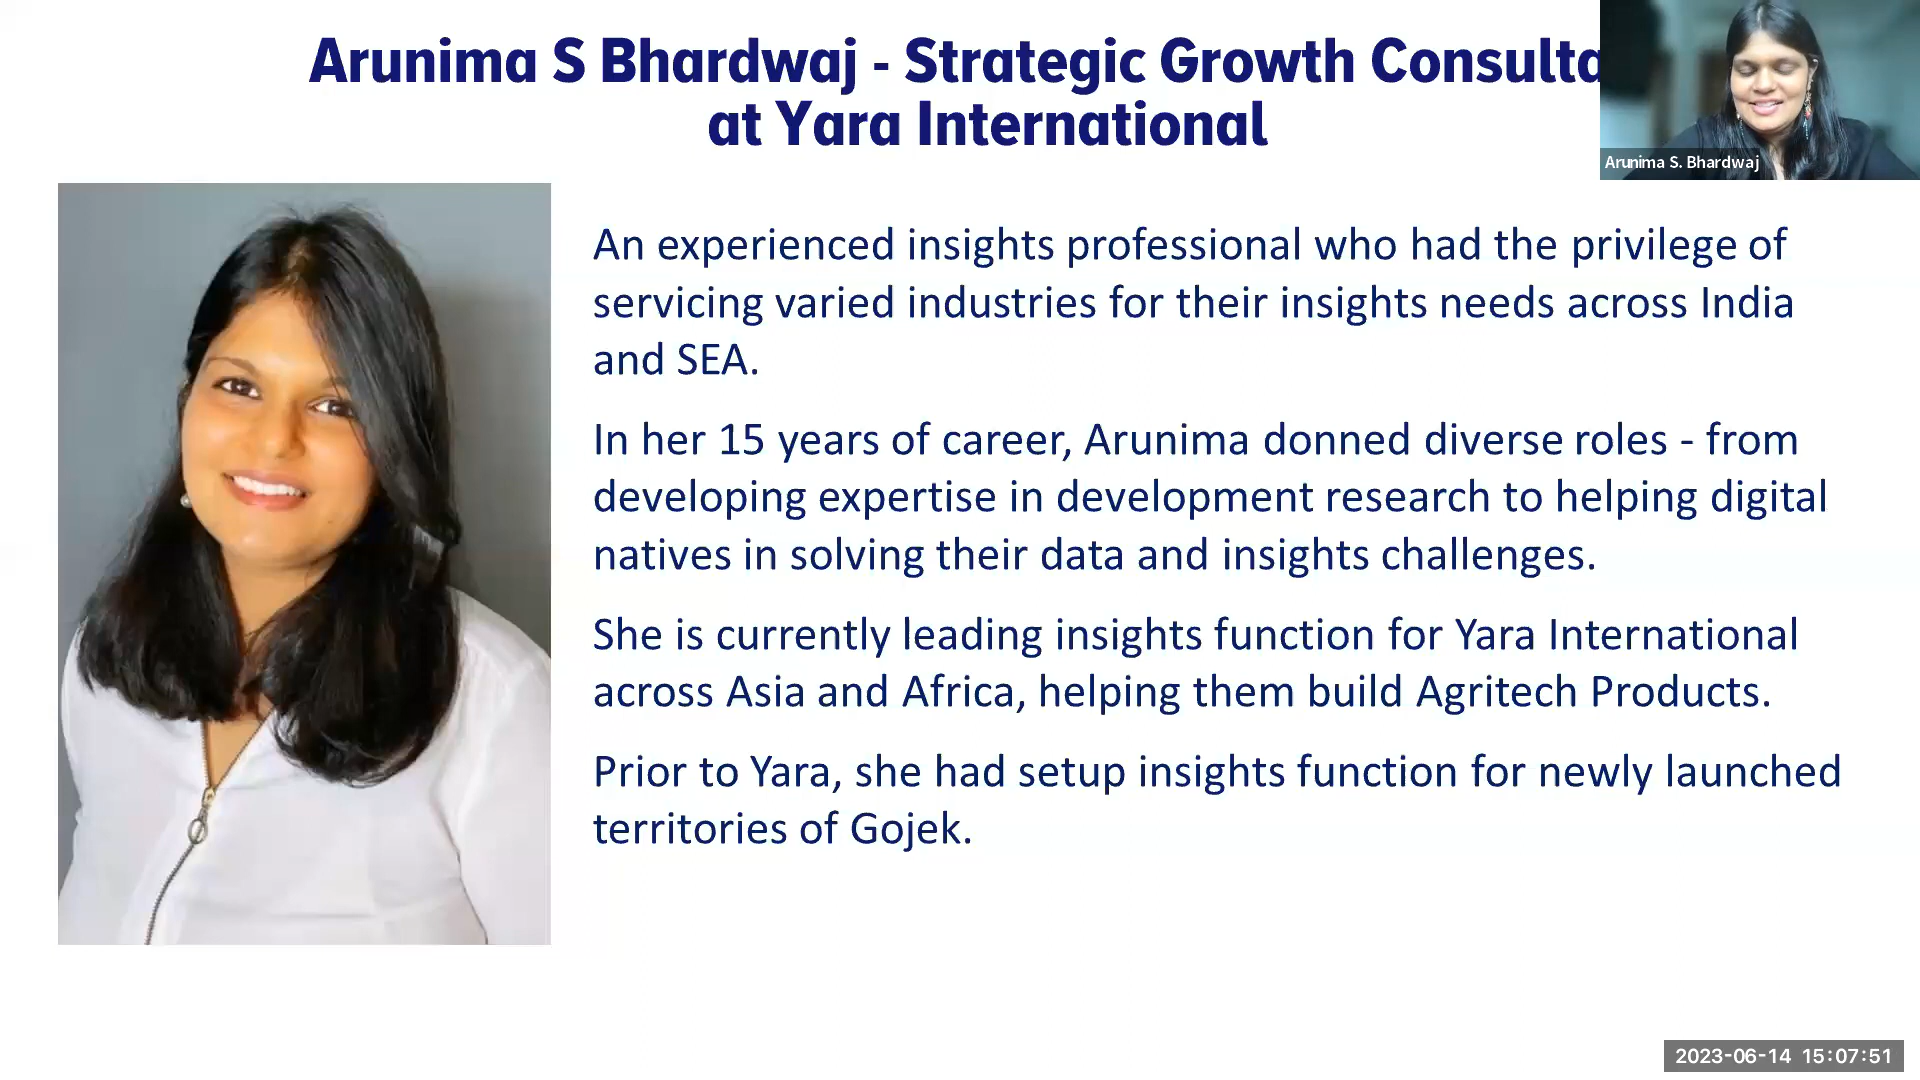 Arunima S Bhardwaj - Strategic Growth Consulta
at Yara International
Arunima S. Bhardwaj
An experienced insights professional who had the privilege of
servicing varied industries for their insights needs across India
and SEA.
In her 15 years of career, Arunima donned diverse roles - from
developing expertise in development research to helping digital
natives in solving their data and insights challenges.
She is currently leading insights function for Yara International
across Asia and Africa, helping them build Agritech Products.
Prior to Yara, she had setup insights function for newly launched
territories of Gojek.
2023-06-14 15:07:51